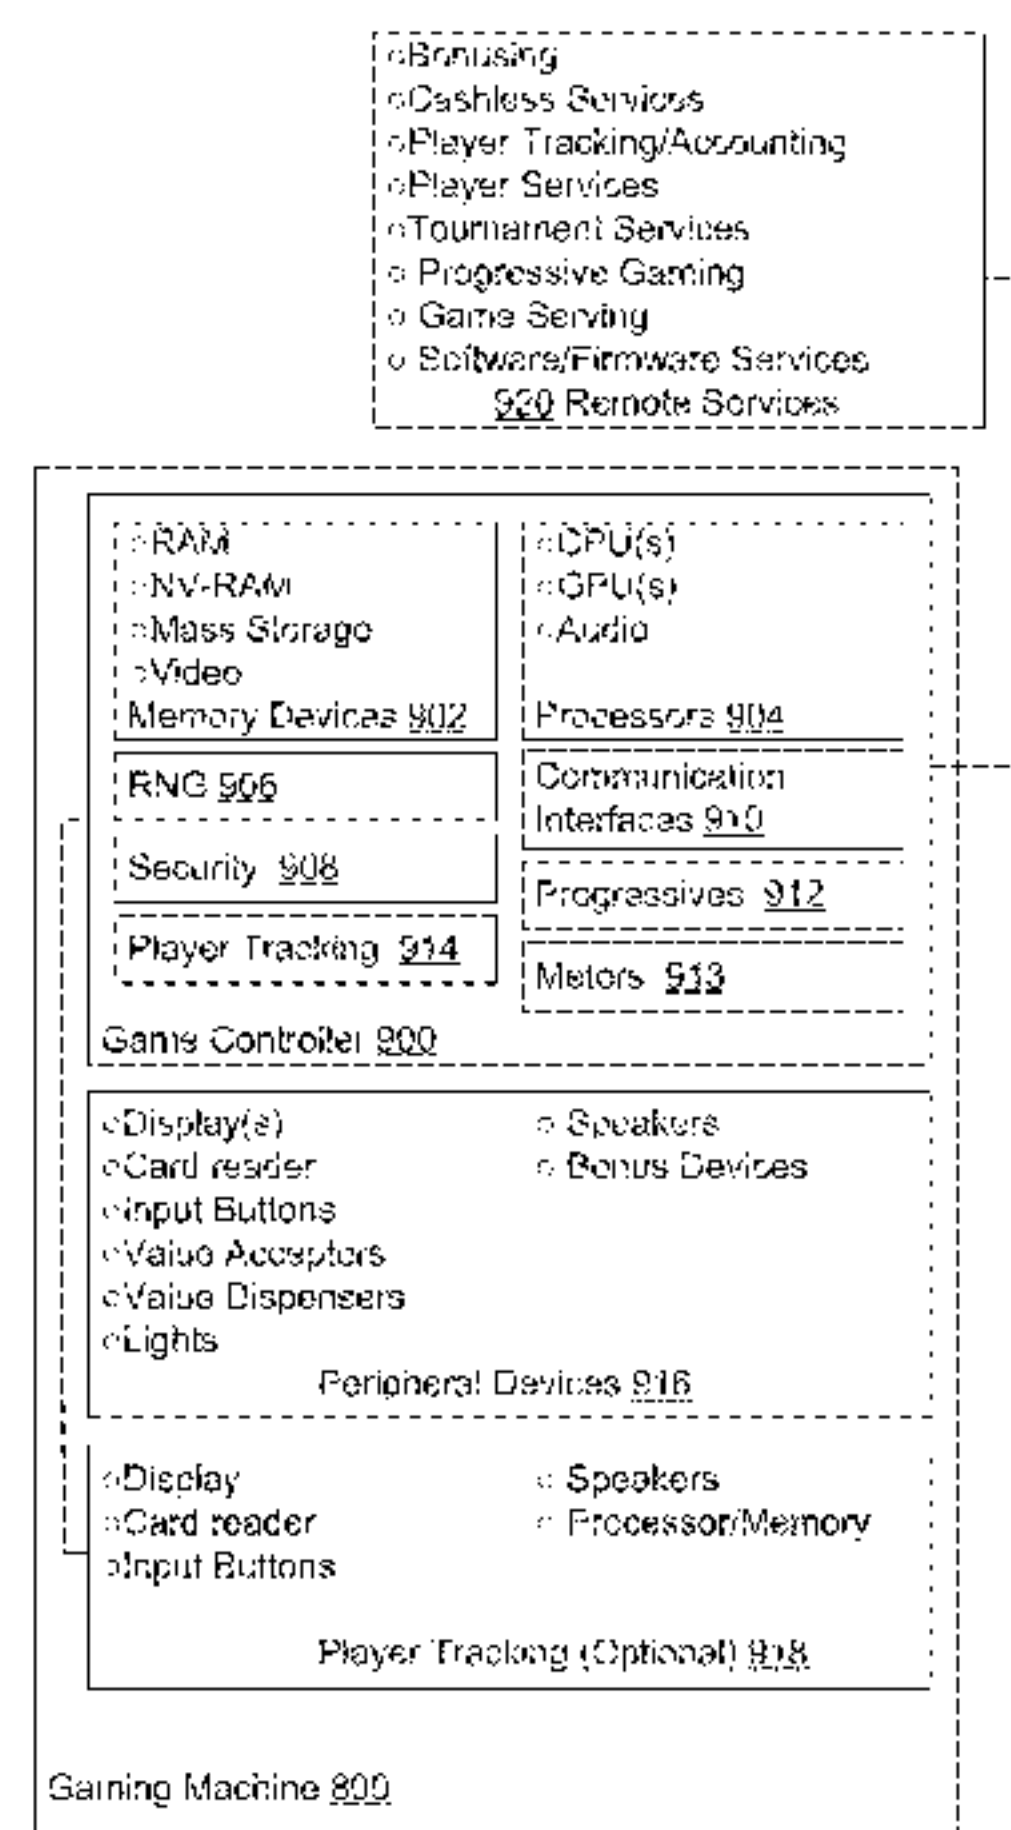 ○Bonusing
○Cashless Services
○Player Tracking/Accounting
○Player Services
○Tournament Services
○ Progressive Gaming
○ Game Serving
○ Software/Firmware Services
920 Remote Services
○RAM
○NV-RAM
○Mass Storage
○Video
Memory Devices 902
○CPU(s)
○GPU(s)
○Audio
Processors 904
RNG 906
Security 908
Player Tracking 914
Communication
Interfaces 910
Progressives 912
Meters 913
Game Controller 900
○Display(s)
○Card reader
○Input Buttons
○Value Acceptors
○Value Dispensers
○Lights
○ Speakers
○ Bonus Devices
Peripheral Devices 916
○Display
○Card reader
○Input Buttons
○ Speakers
○ Processor/Memory
Player Tracking (Optional) 918
Gaming Machine 800